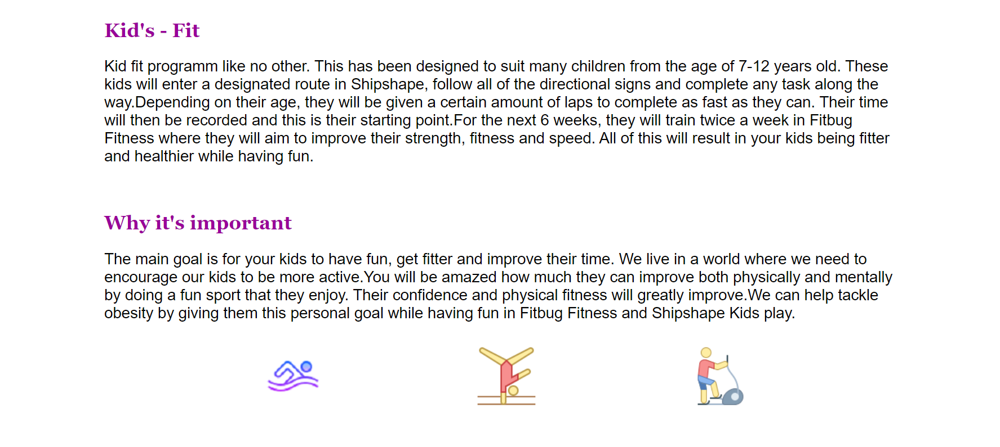 Kid's - Fit
Kid fit programm like no other. This has been designed to suit many children from the age of 7-12 years old. These
kids will enter a designated route in Shipshape, follow all of the directional signs and complete any task along the
way.Depending on their age, they will be given a certain amount of laps to complete as fast as they can. Their time
will then be recorded and this is their starting point.For the next 6 weeks, they will train twice a week in Fitbug
Fitness where they will aim to improve their strength, fitness and speed. All of this will result in your kids being fitter
and healthier while having fun.
Why it's important
The main goal is for your kids to have fun, get fitter and improve their time. We live in a world where we need to
encourage our kids to be more active.You will be amazed how much they can improve both physically and mentally
by doing a fun sport that they enjoy. Their confidence and physical fitness will greatly improve.We can help tackle
obesity by giving them this personal goal while having fun in Fitbug Fitness and Shipshape Kids play.